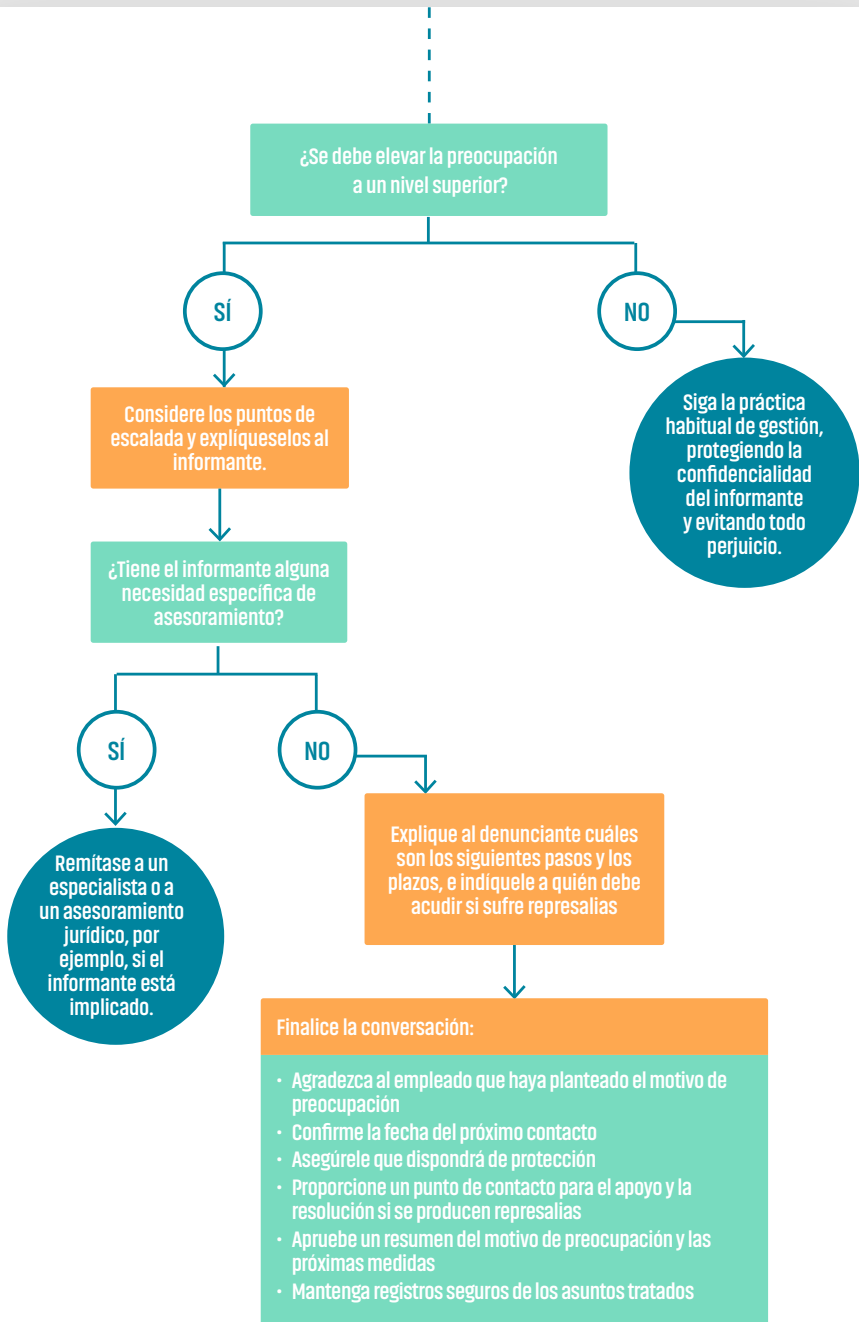 ¿Se debe elevar la preocupación
a un nivel superior?
SÍ
NO
Considere los puntos de
escalada y explíqueselos al
informante.
Siga la práctica
habitual de gestión,
protegiendo la
confidencialidad
del informante
y evitando todo
perjuicio.
¿Tiene el informante alguna
necesidad específica de
asesoramiento?
SÍ
NO
Remítase a un
especialista o a
un asesoramiento
jurídico, por
ejemplo, si el
informante está
implicado.
Explique al denunciante cuáles
son los siguientes pasos y los
plazos, e indíquele a quién debe
acudir si sufre represalias
Finalice la conversación:
· Agradezca al empleado que haya planteado el motivo de
preocupación
· Confirme la fecha del próximo contacto
· Asegúrele que dispondrá de protección
· Proporcione un punto de contacto para el apoyo y la
resolución si se producen represalias
· Apruebe un resumen del motivo de preocupación y las
próximas medidas
· Mantenga registros seguros de los asuntos tratados